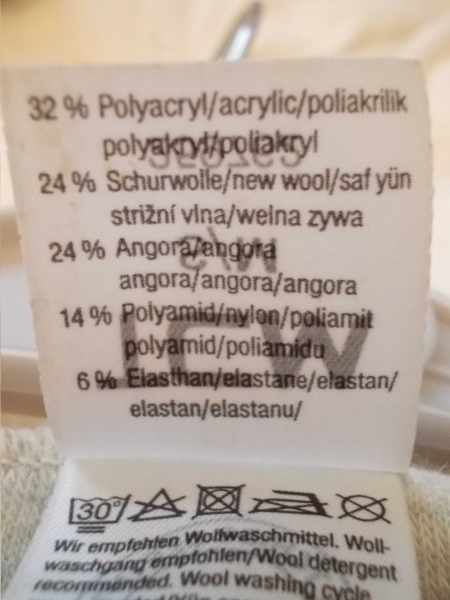 32 % Polyacryl/acrylic/poliakrilik
polyakryl/poliakryl
24 % Schurwolle/new wool/saf yün
strižní vlna/welna zywa
24 % Angora/angora
angora/angora/angora
14 % Polyamid/nylon/poliamit
polyamid/poliamidu
6 % Elasthan/elastane/elastan/
elastan/elastanu/
30°
Wir empfehlen Wollwaschmittel. Woll-
waschgang empfohlen/Wool detergent
recommended. Wool washing cycle